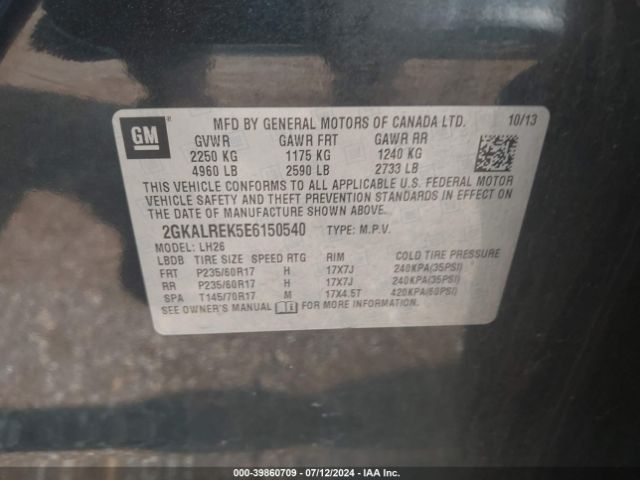 GM
MFD BY GENERAL MOTORS OF CANADA LTD. 10/13
GVWR GAWR FRT GAWR RR
2250 KG 1175 KG 1240 KG
4960 LB 2590 LB 2733 LB
THIS VEHICLE CONFORMS TO ALL APPLICABLE U.S. FEDERAL MOTOR
VEHICLE SAFETY AND THEFT PREVENTION STANDARDS IN EFFECT ON
THE DATE OF MANUFACTURE SHOWN ABOVE.
2GKALREK5E6150540 TYPE: M.P.V.
MODEL: LH26
LBDB TIRE SIZE SPEED RTG RIM COLD TIRE PRESSURE
FRT P235/60R17 H 17X7J 240KPA(35PSI)
RR P235/60R17 H 17X7J 240KPA(35PSI)
SPA T145/70R17 M 17X4.5T 420KPA(60PSI)
SEE OWNER'S MANUAL FOR MORE INFORMATION.
000-39860709 / 07/12/2024 - IAA Inc.